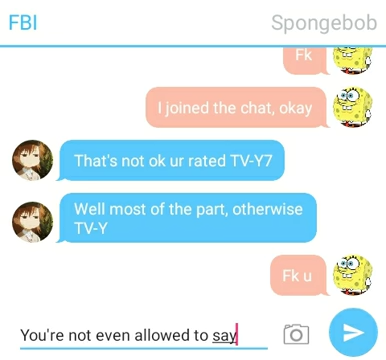 FBI
Spongebob
Fk
I joined the chat, okay
That's not ok ur rated TV-Y7
Well most of the part, otherwise
TV-Y
Fk u
You're not even allowed to say